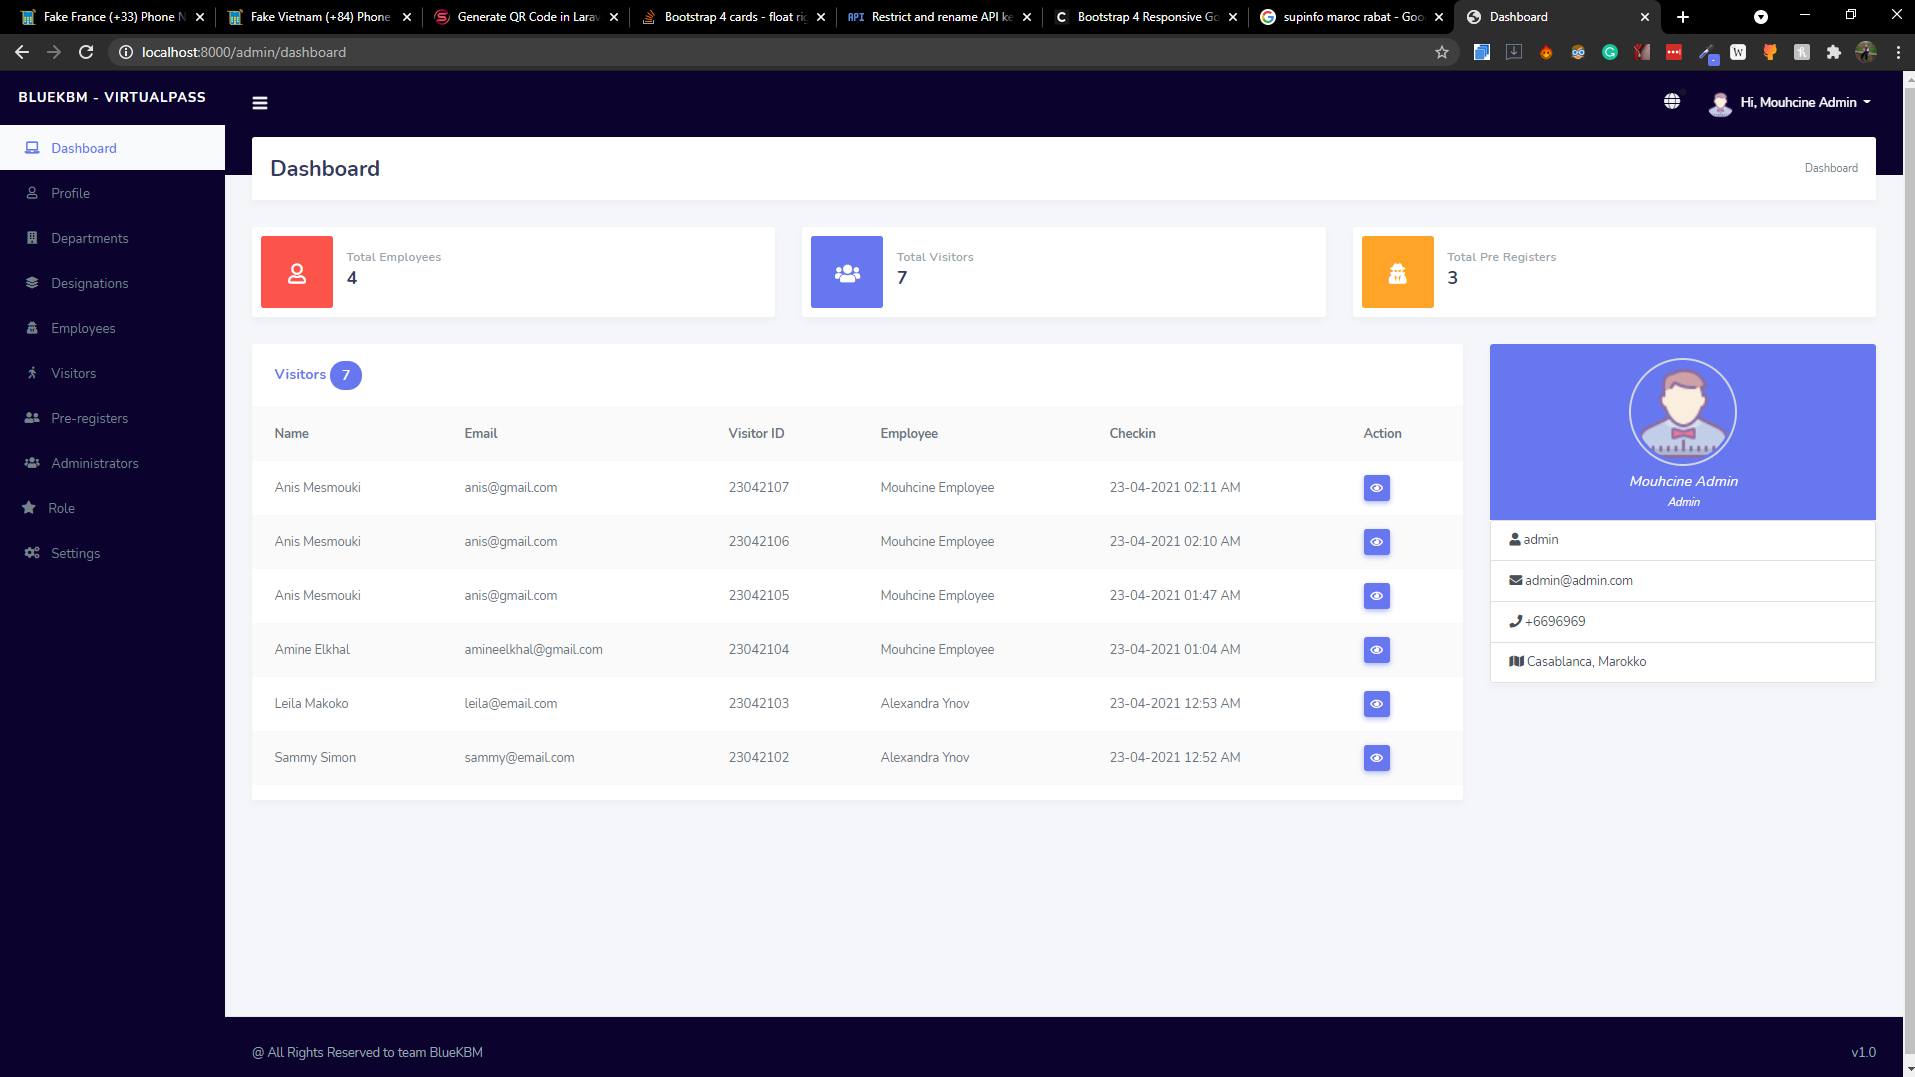 Fake France (+33) Phone N
Fake Vietnam (+84) Phone
Generate QR Code in Larav
Bootstrap 4 cards - float rig
API Restrict and rename API ke
Bootstrap 4 Responsive Go
supinfo maroc rabat - Goo
Dashboard
localhost:8000/admin/dashboard
BLUEKBM - VIRTUALPASS
Hi, Mouhcine Admin
Dashboard
Profile
Departments
Designations
Employees
Visitors
Pre-registers
Administrators
Role
Settings
Dashboard
Dashboard
Total Employees
4
Total Visitors
7
Total Pre Registers
3
Visitors 7
Name Email Visitor ID Employee Checkin Action
Anis Mesmouki anis@gmail.com 23042107 Mouhcine Employee 23-04-2021 02:11 AM
Anis Mesmouki anis@gmail.com 23042106 Mouhcine Employee 23-04-2021 02:10 AM
Anis Mesmouki anis@gmail.com 23042105 Mouhcine Employee 23-04-2021 01:47 AM
Amine Elkhal amineelkhal@gmail.com 23042104 Mouhcine Employee 23-04-2021 01:04 AM
Leila Makoko leila@email.com 23042103 Alexandra Ynov 23-04-2021 12:53 AM
Sammy Simon sammy@email.com 23042102 Alexandra Ynov 23-04-2021 12:52 AM
Mouhcine Admin
Admin
admin
admin@admin.com
+6696969
Casablanca, Marokko
@ All Rights Reserved to team BlueKBM
v1.0